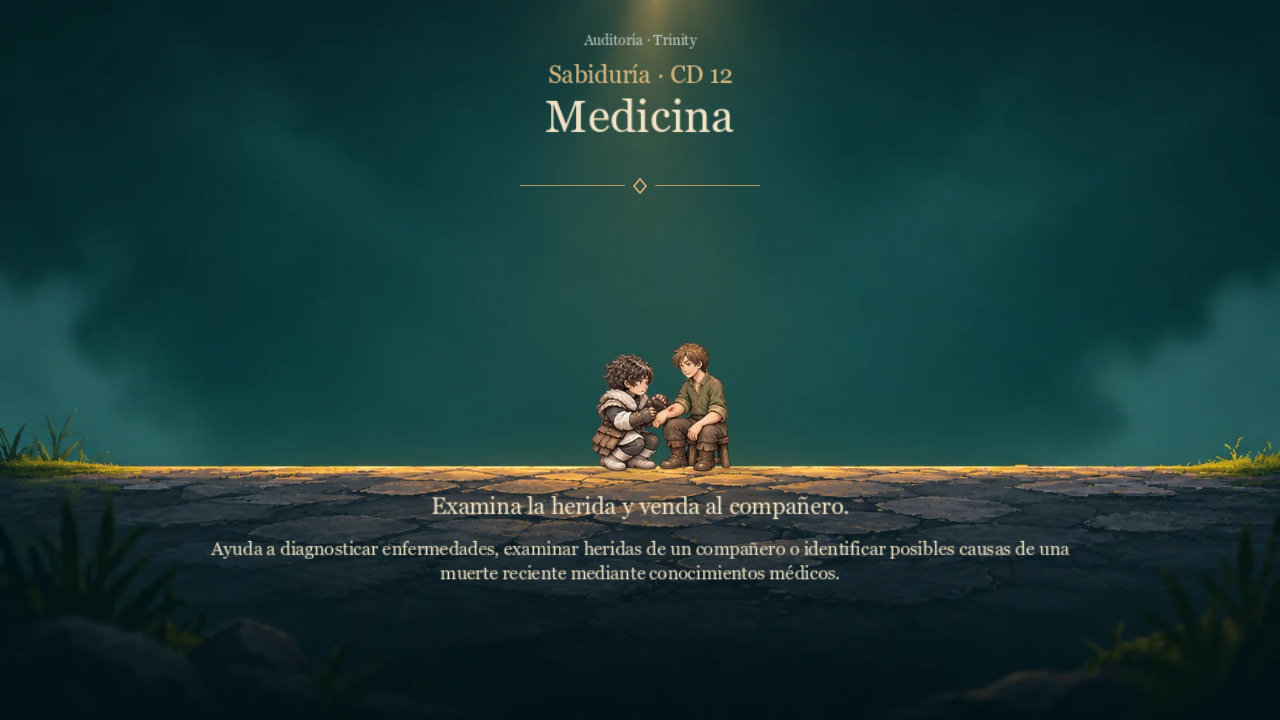 Auditoría · Trinity
Sabiduría · CD 12
Medicina
Examina la herida y venda al compañero.
Ayuda a diagnosticar enfermedades, examinar heridas de un compañero o identificar posibles causas de una
muerte reciente mediante conocimientos médicos.